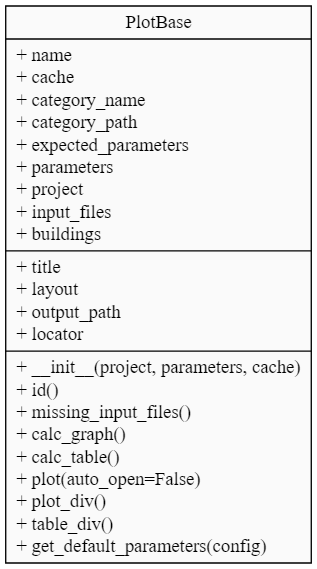 PlotBase
+ name
+ cache
+ category_name
+ category_path
+ expected_parameters
+ parameters
+ project
+ input_files
+ buildings
+ title
+ layout
+ output_path
+ locator
+ __init__(project, parameters, cache)
+ id()
+ missing_input_files()
+ calc_graph()
+ calc_table()
+ plot(auto_open=False)
+ plot_div()
+ table_div()
+ get_default_parameters(config)